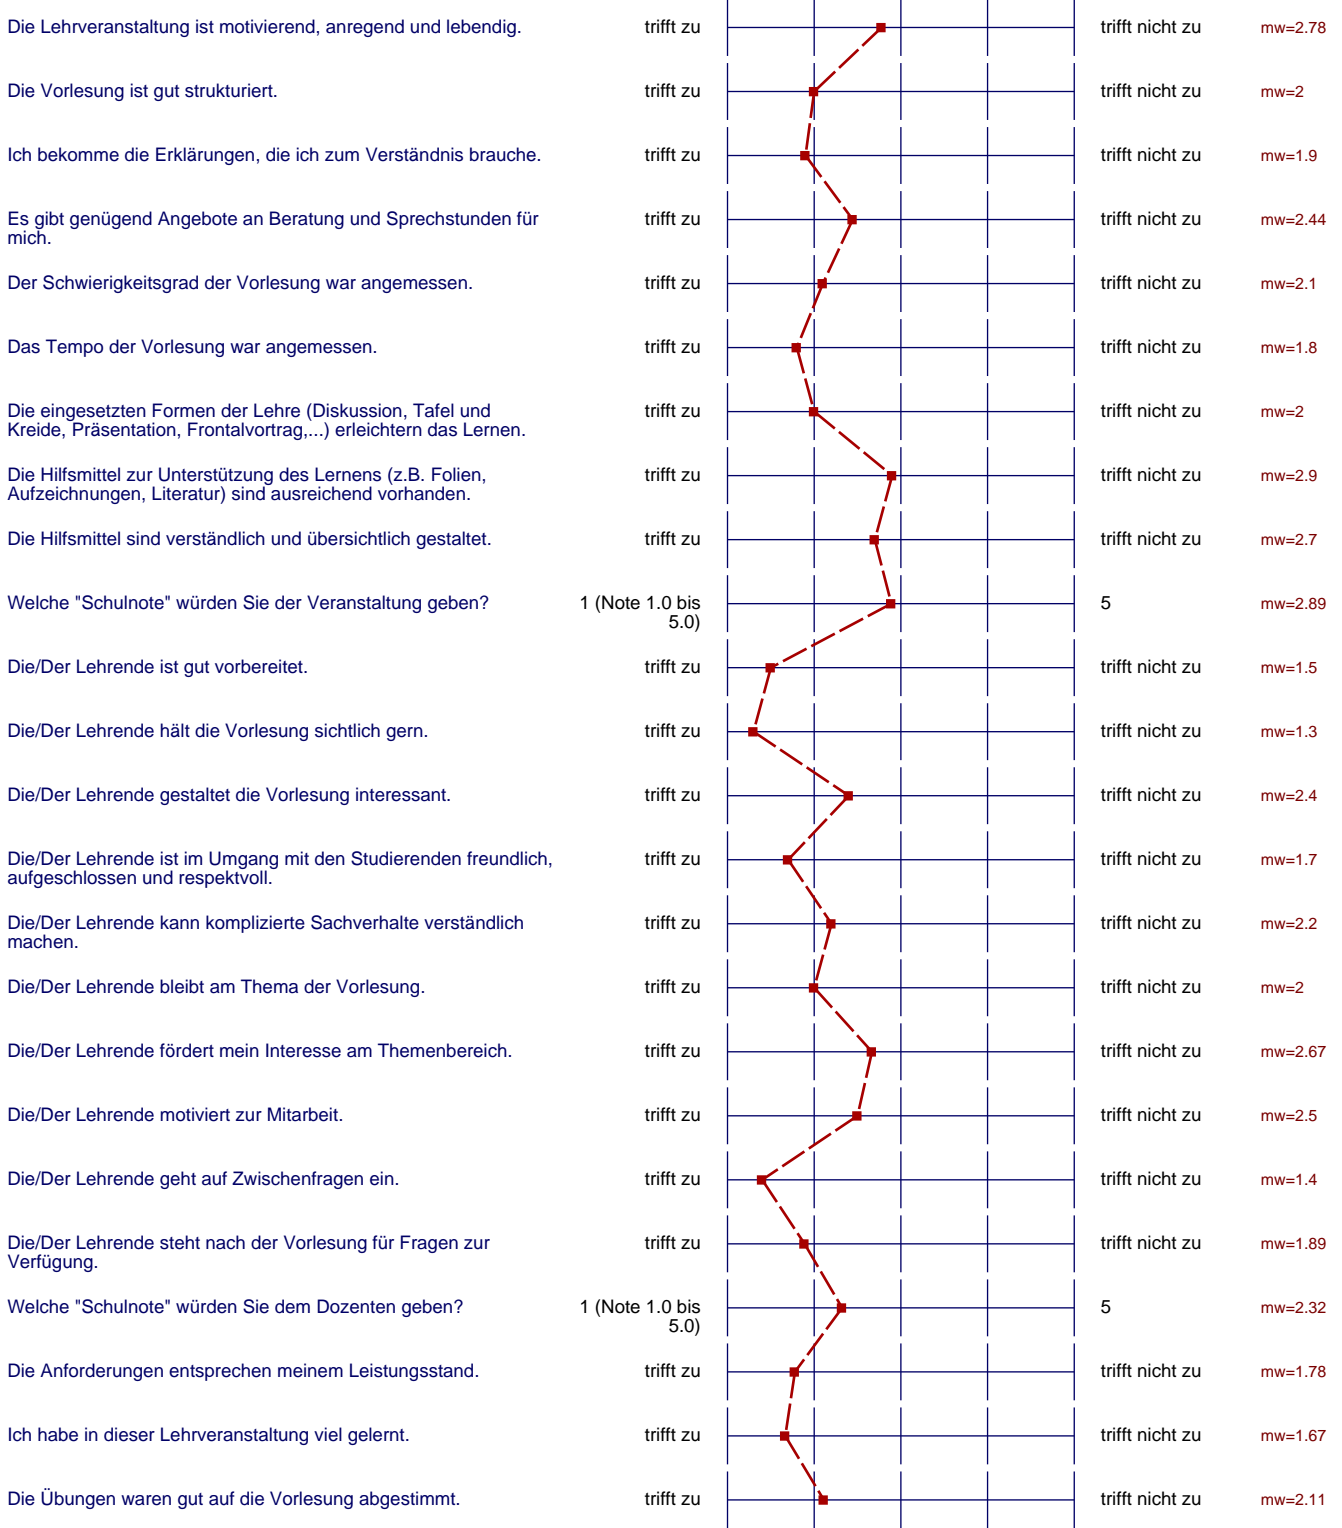 Die Lehrveranstaltung ist motivierend, anregend und lebendig. trifft zu trifft nicht zu mw=2.78
Die Vorlesung ist gut strukturiert. trifft zu trifft nicht zu mw=2
Ich bekomme die Erklärungen, die ich zum Verständnis brauche. trifft zu trifft nicht zu mw=1.9
Es gibt genügend Angebote an Beratung und Sprechstunden für trifft zu trifft nicht zu mw=2.44
mich.
Der Schwierigkeitsgrad der Vorlesung war angemessen. trifft zu trifft nicht zu mw=2.1
Das Tempo der Vorlesung war angemessen. trifft zu trifft nicht zu mw=1.8
Die eingesetzten Formen der Lehre (Diskussion, Tafel und trifft zu trifft nicht zu mw=2
Kreide, Präsentation, Frontalvortrag,...) erleichtern das Lernen.
Die Hilfsmittel zur Unterstützung des Lernens (z.B. Folien, trifft zu trifft nicht zu mw=2.9
Aufzeichnungen, Literatur) sind ausreichend vorhanden.
Die Hilfsmittel sind verständlich und übersichtlich gestaltet. trifft zu trifft nicht zu mw=2.7
Welche "Schulnote" würden Sie der Veranstaltung geben? 1 (Note 1.0 bis 5 mw=2.89
5.0)
Die/Der Lehrende ist gut vorbereitet. trifft zu trifft nicht zu mw=1.5
Die/Der Lehrende hält die Vorlesung sichtlich gern. trifft zu trifft nicht zu mw=1.3
Die/Der Lehrende gestaltet die Vorlesung interessant. trifft zu trifft nicht zu mw=2.4
Die/Der Lehrende ist im Umgang mit den Studierenden freundlich, trifft zu trifft nicht zu mw=1.7
aufgeschlossen und respektvoll.
Die/Der Lehrende kann komplizierte Sachverhalte verständlich trifft zu trifft nicht zu mw=2.2
machen.
Die/Der Lehrende bleibt am Thema der Vorlesung. trifft zu trifft nicht zu mw=2
Die/Der Lehrende fördert mein Interesse am Themenbereich. trifft zu trifft nicht zu mw=2.67
Die/Der Lehrende motiviert zur Mitarbeit. trifft zu trifft nicht zu mw=2.5
Die/Der Lehrende geht auf Zwischenfragen ein. trifft zu trifft nicht zu mw=1.4
Die/Der Lehrende steht nach der Vorlesung für Fragen zur trifft zu trifft nicht zu mw=1.89
Verfügung.
Welche "Schulnote" würden Sie dem Dozenten geben? 1 (Note 1.0 bis 5 mw=2.32
5.0)
Die Anforderungen entsprechen meinem Leistungsstand. trifft zu trifft nicht zu mw=1.78
Ich habe in dieser Lehrveranstaltung viel gelernt. trifft zu trifft nicht zu mw=1.67
Die Übungen waren gut auf die Vorlesung abgestimmt. trifft zu trifft nicht zu mw=2.11